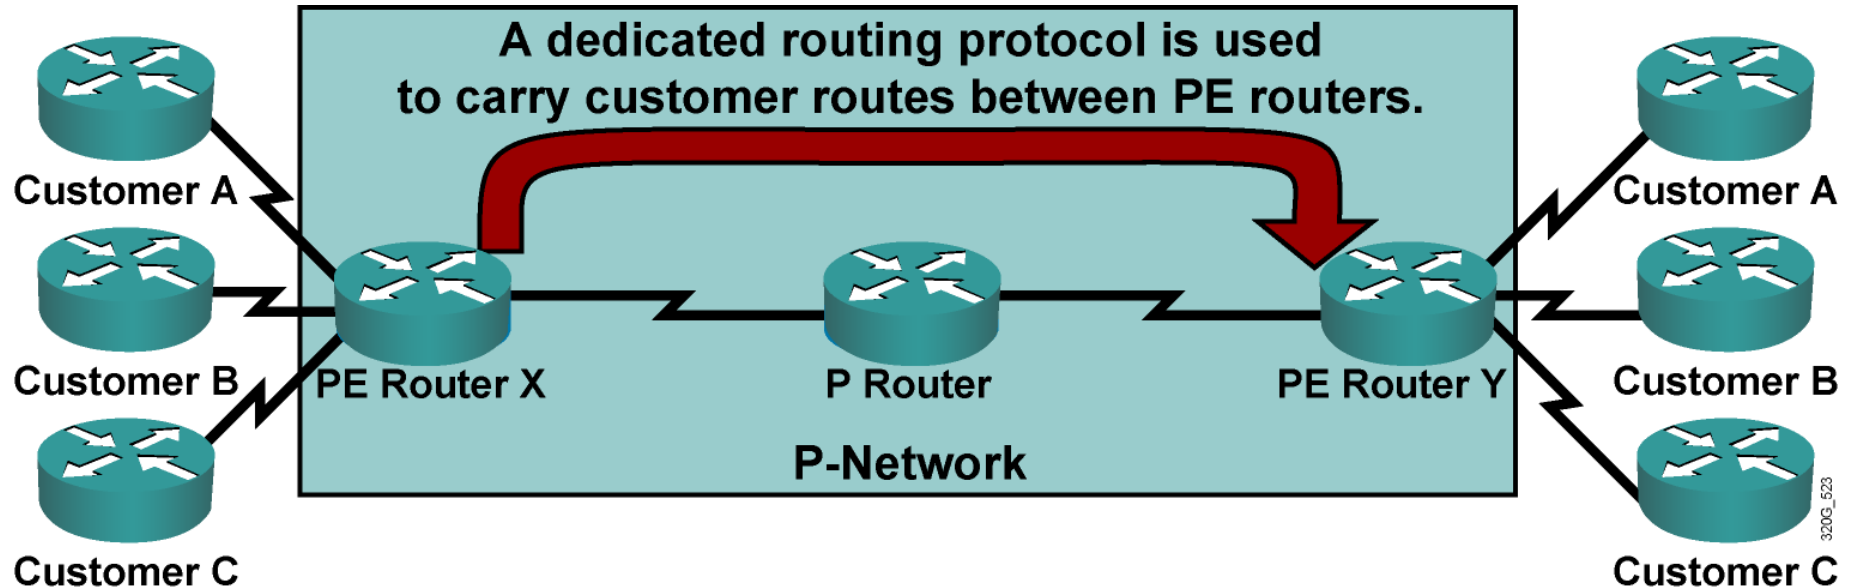 A dedicated routing protocol is used
to carry customer routes between PE routers.
Customer A
Customer A
Customer B
PE Router X
P Router
PE Router Y
Customer B
P-Network
320G_523
Customer C
Customer C